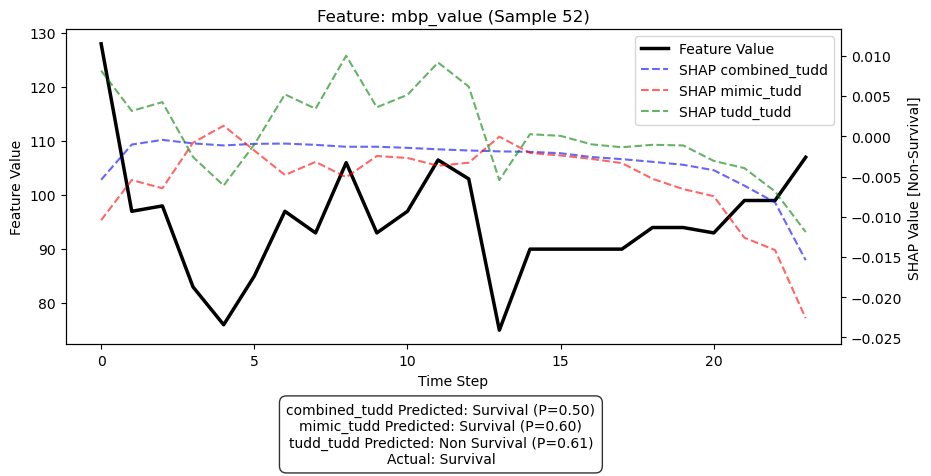 Feature: mbp_value (Sample 52)
130
120
110
100
90
80
Feature Value
0.010
0.005
0.000
−0.005
−0.010
−0.015
−0.020
−0.025
SHAP Value [Non-Survival]
Feature Value
SHAP combined_tudd
SHAP mimic_tudd
SHAP tudd_tudd
0 5 10 15 20
Time Step
combined_tudd Predicted: Survival (P=0.50)
mimic_tudd Predicted: Survival (P=0.60)
tudd_tudd Predicted: Non Survival (P=0.61)
Actual: Survival